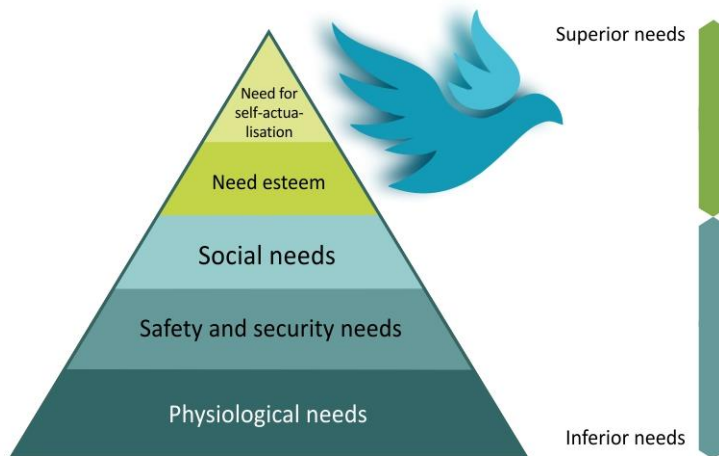 Superior needs
Need for
self-actua-
lisation
Need esteem
Social needs
Safety and security needs
Physiological needs
Inferior needs